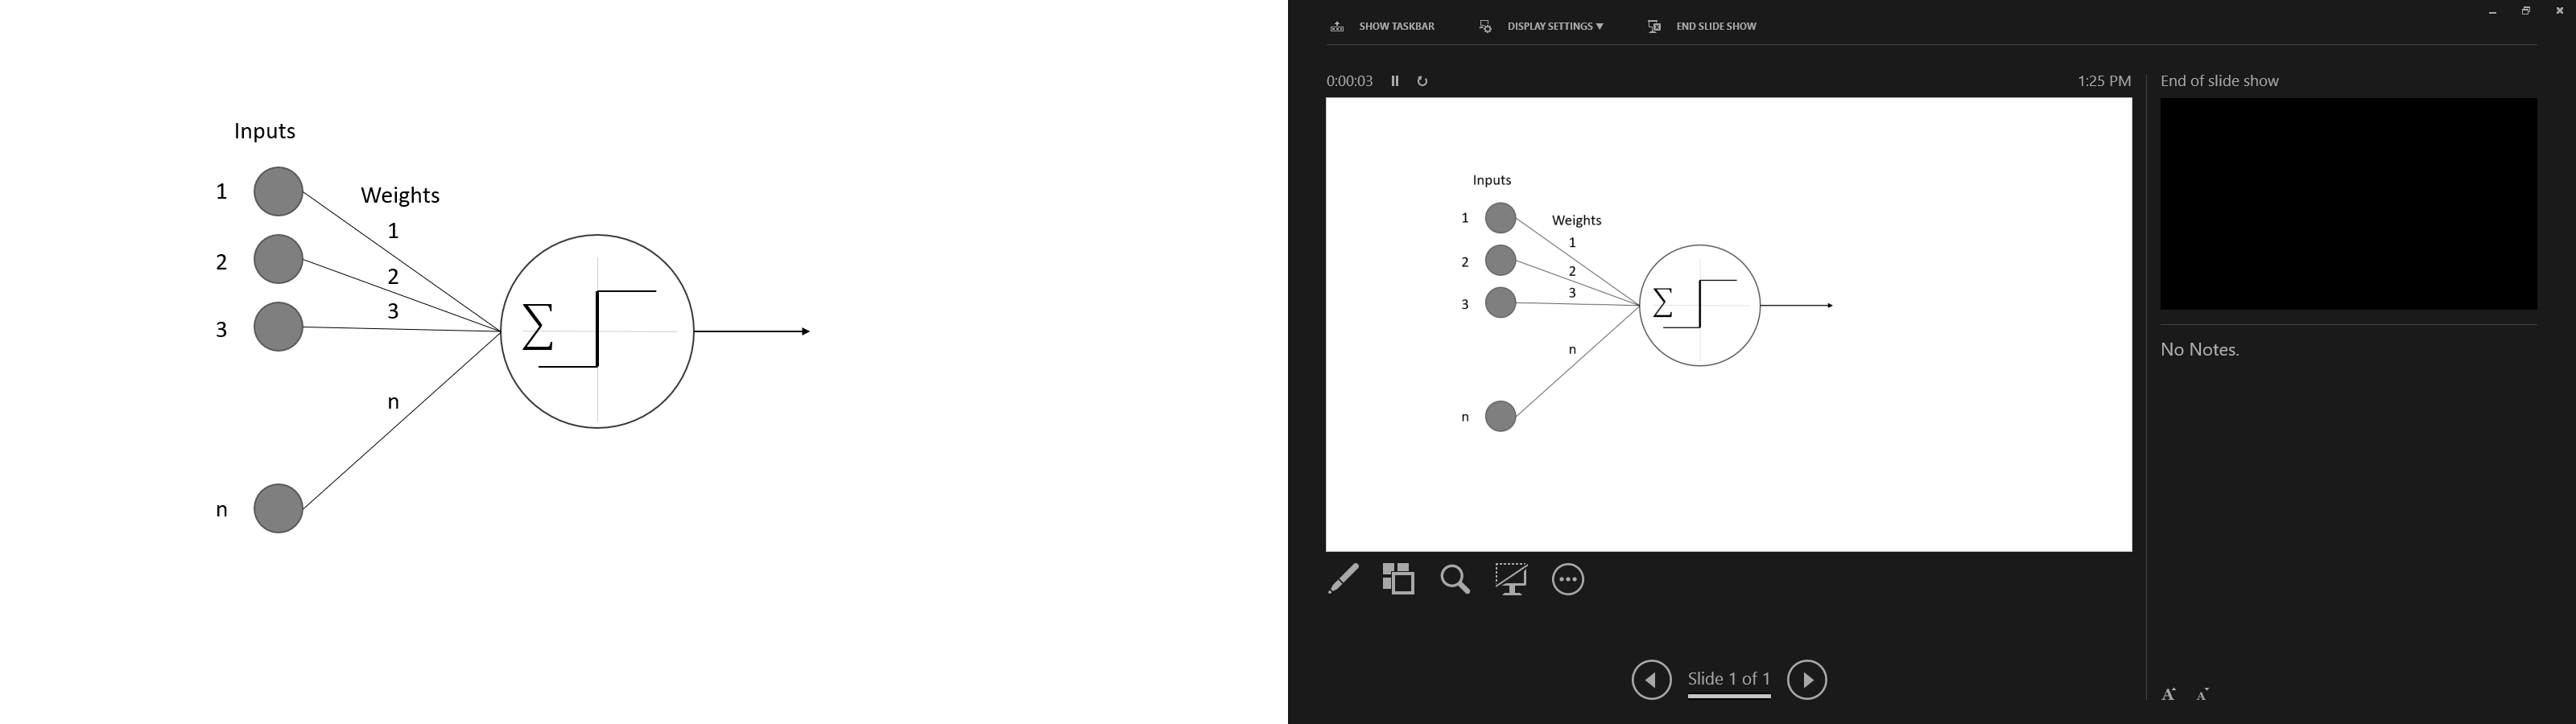 Inputs
1
Weights
1
2
2
3
3
n
n
SHOW TASKBAR
DISPLAY SETTINGS
END SLIDE SHOW
0:00:03
1:25 PM
Inputs
1
Weights
1
2
2
3
3
n
n
∑
∑
Slide 1 of 1
End of slide show
No Notes.
A
A